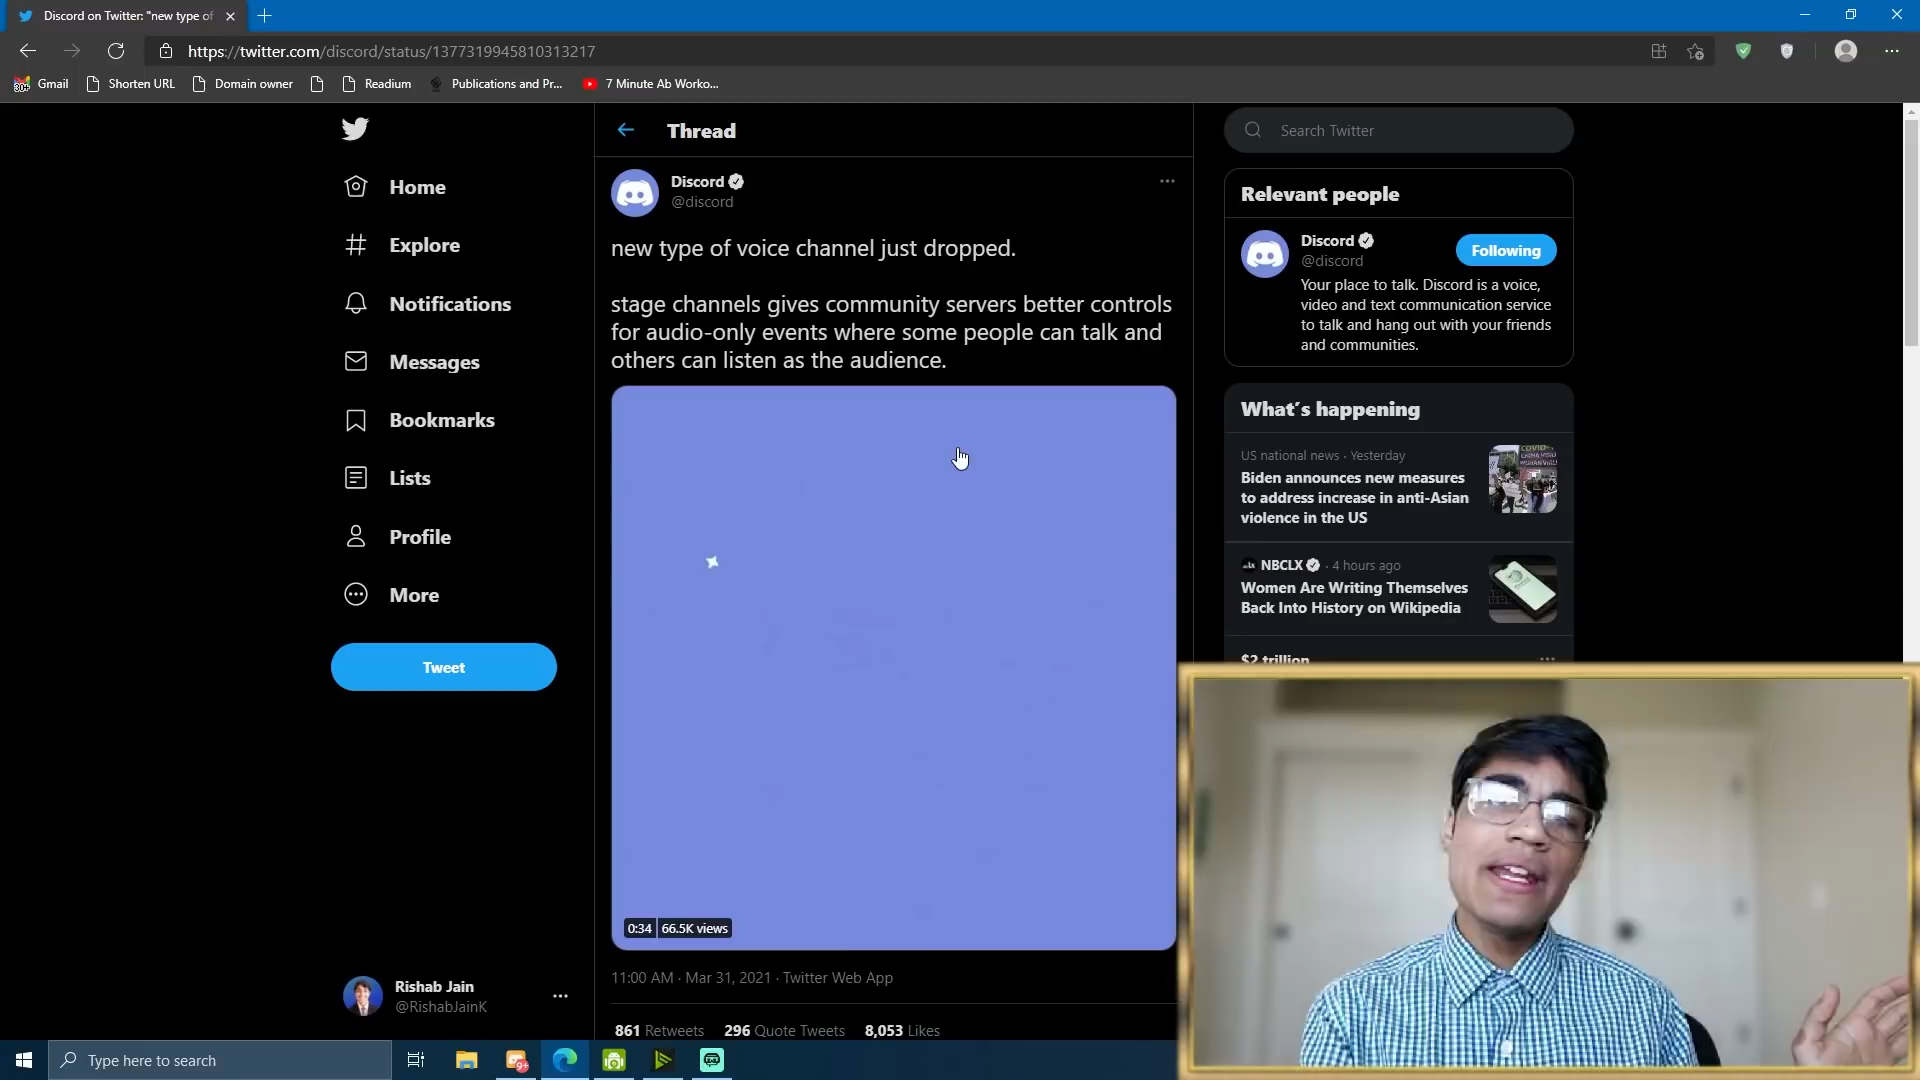 Discord on Twitter: "new type of
https://twitter.com/discord/status/1377319945810313217
Gmail
Shorten URL
Domain owner
Readium
Publications and Pr...
7 Minute Ab Worko...
Home
Explore
Notifications
Messages
Bookmarks
Lists
Profile
More
Tweet
Rishab Jain
@RishabJainK
Thread
Discord
@discord
new type of voice channel just dropped.
stage channels gives community servers better controls
for audio-only events where some people can talk and
others can listen as the audience.
0:34 66.5K views
11:00 AM · Mar 31, 2021 · Twitter Web App
861 Retweets 296 Quote Tweets 8,053 Likes
Search Twitter
Relevant people
Discord
@discord
Following
Your place to talk. Discord is a voice,
video and text communication service
to talk and hang out with your friends
and communities.
What's happening
US national news · Yesterday
Biden announces new measures
to address increase in anti-Asian
violence in the US
NBCLX · 4 hours ago
Women Are Writing Themselves
Back Into History on Wikipedia
$2 trillion
Type here to search
9+